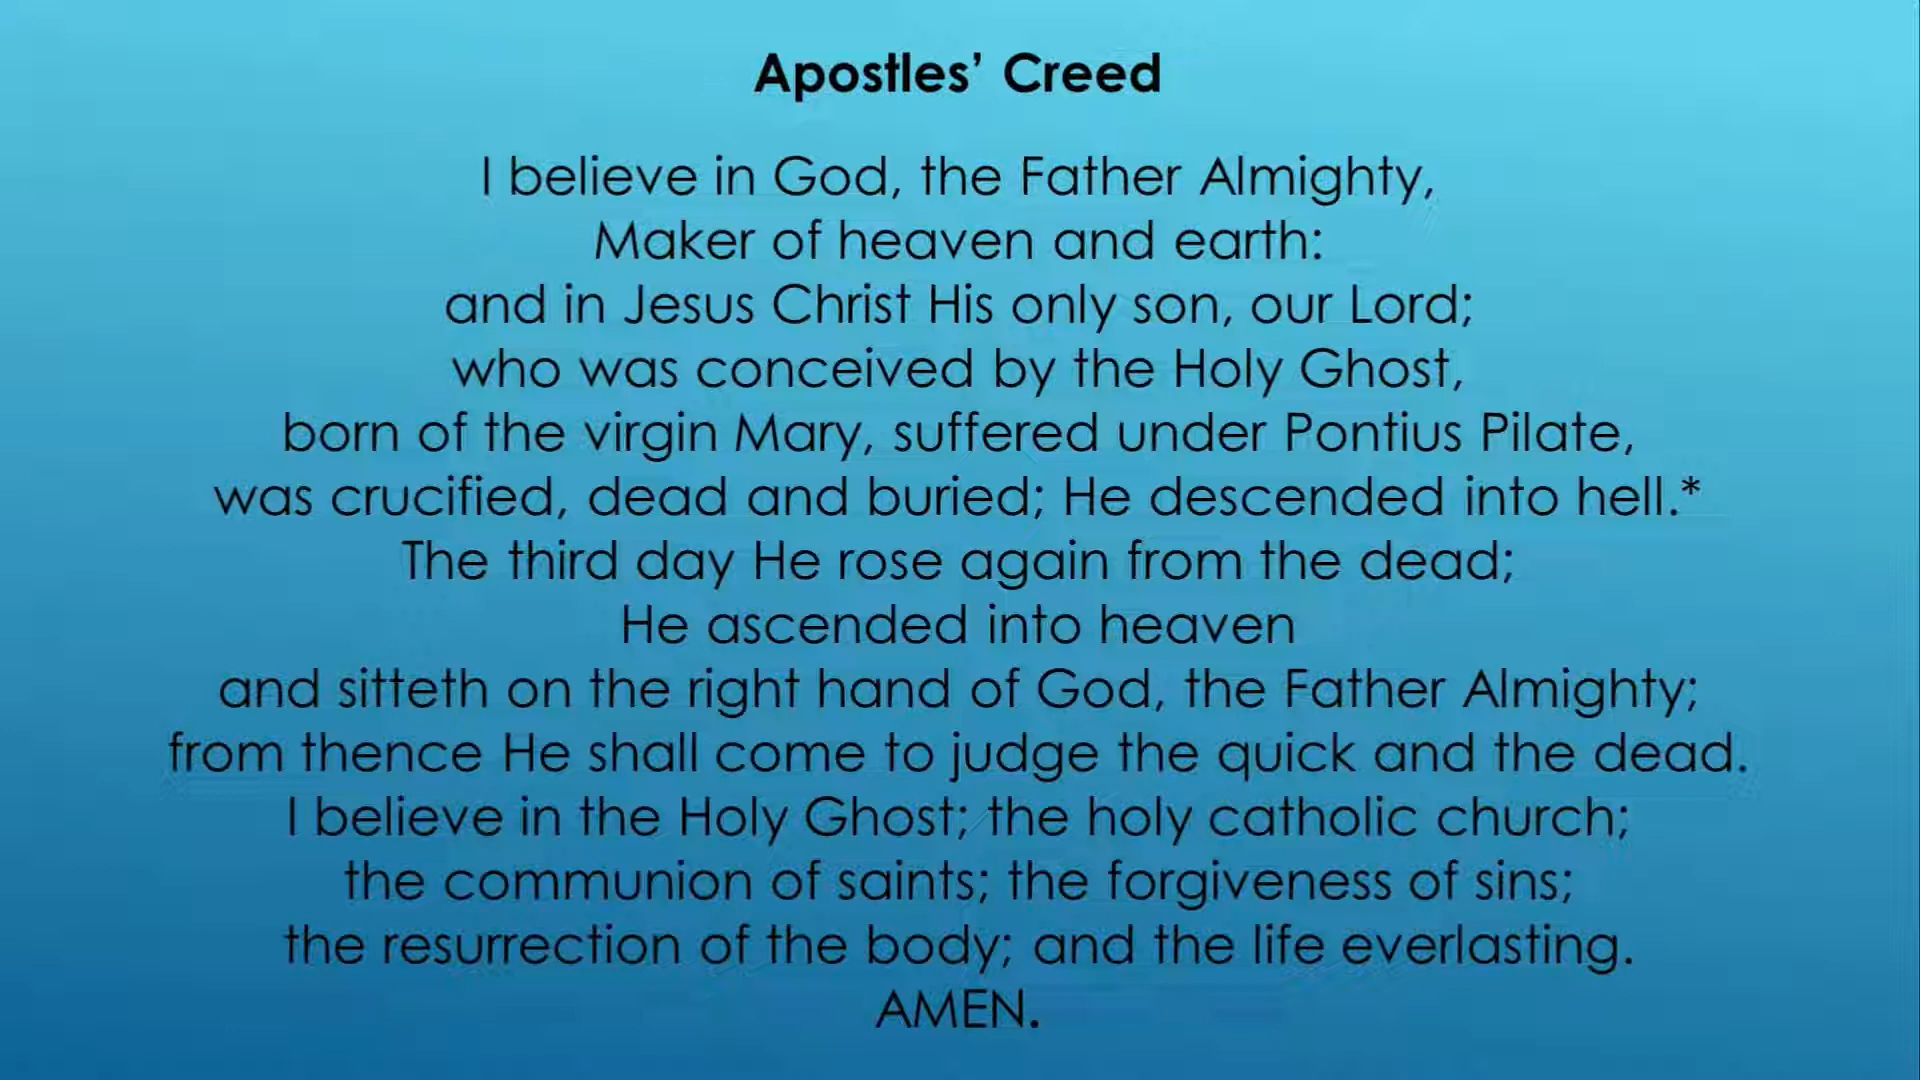 Apostles’ Creed
I believe in God, the Father Almighty,
Maker of heaven and earth:
and in Jesus Christ His only son, our Lord;
who was conceived by the Holy Ghost,
born of the virgin Mary, suffered under Pontius Pilate,
was crucified, dead and buried; He descended into hell.*
The third day He rose again from the dead;
He ascended into heaven
and sitteth on the right hand of God, the Father Almighty;
from thence He shall come to judge the quick and the dead.
I believe in the Holy Ghost; the holy catholic church;
the communion of saints; the forgiveness of sins;
the resurrection of the body; and the life everlasting.
AMEN.